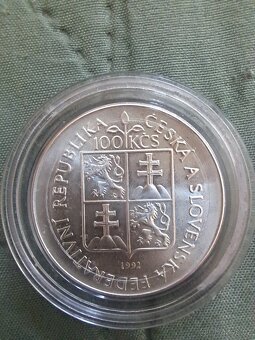 ČESKÁ A SLOVENSKÁ FEDERATIVNÍ REPUBLIKA
100 KČS
1992